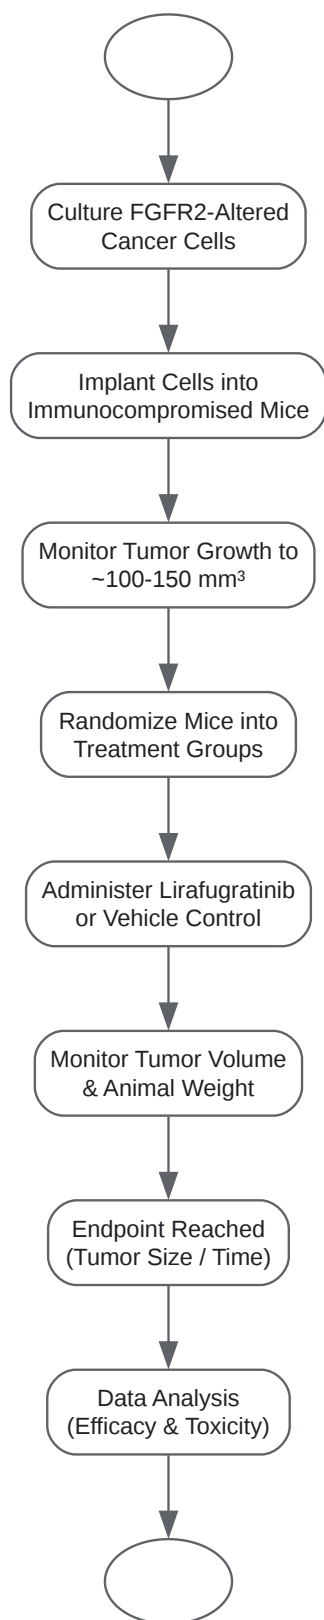 Culture FGFR2-Altered
Cancer Cells
Implant Cells into
Immunocompromised Mice
Monitor Tumor Growth to
~100-150 mm³
Randomize Mice into
Treatment Groups
Administer Lirafugratinib
or Vehicle Control
Monitor Tumor Volume
& Animal Weight
Endpoint Reached
(Tumor Size / Time)
Data Analysis
(Efficacy & Toxicity)